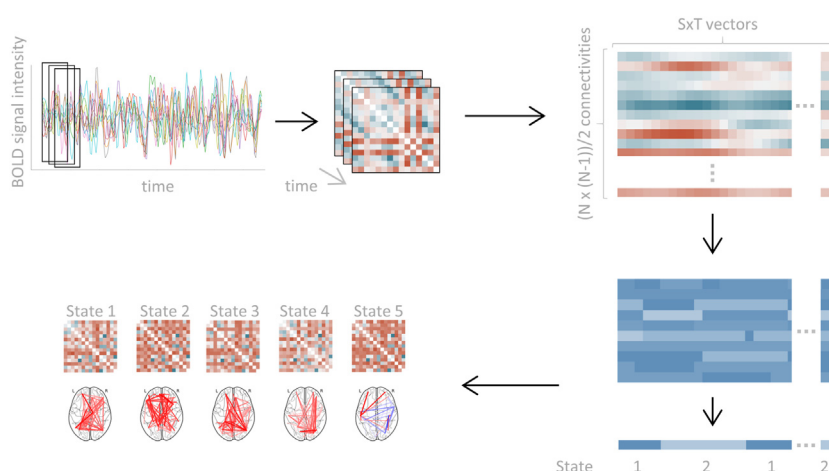 SxT vectors
BOLD signal intensity
(N x (N-1))/2 connectivities
time
time
State 1 State 2 State 3 State 4 State 5
L R L R L R L R L R
State 1 2 1 2